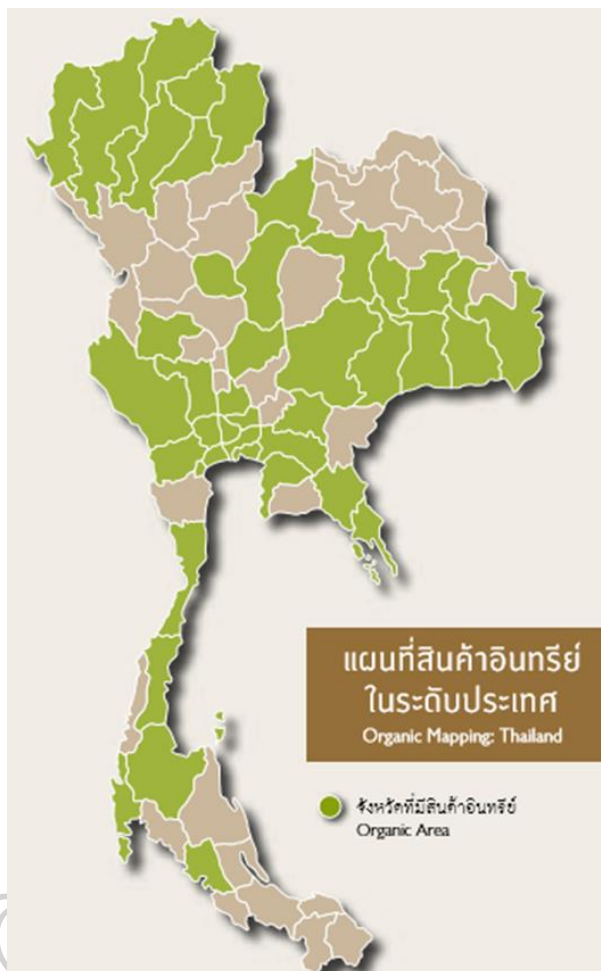 แผนที่สินค้าอินทรีย์
ในระดับประเทศ
Organic Mapping: Thailand
จังหวัดที่มีสินค้าอินทรีย์
Organic Area